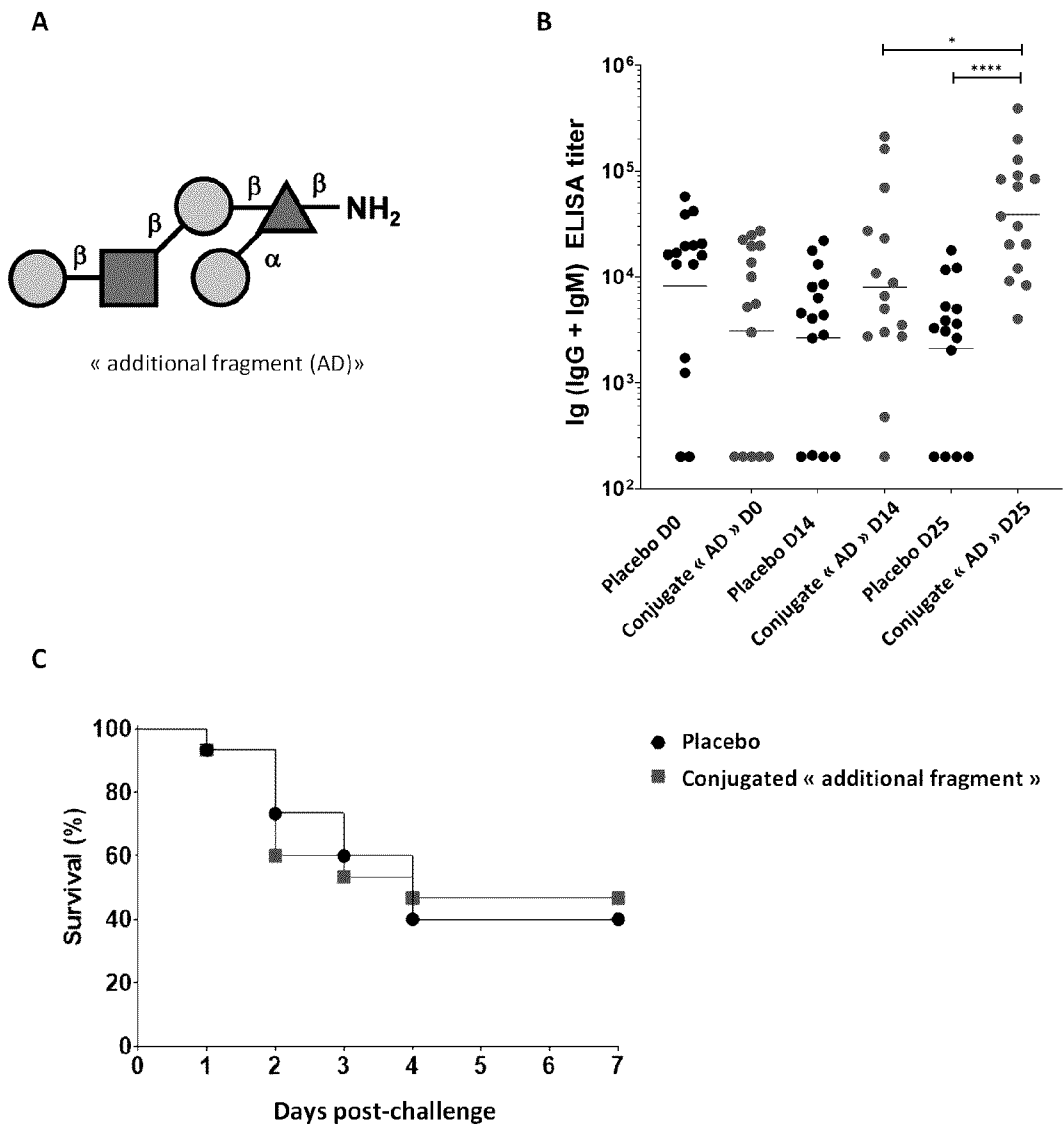 A
β
β
β
β
α
NH2
« additional fragment (AD)»
B
*
****
Ig (IgG + IgM) ELISA titer
10^6
10^5
10^4
10^3
10^2
Placebo D0
Conjugate « AD » D0
Placebo D14
Conjugate « AD » D14
Placebo D25
Conjugate « AD » D25
C
Survival (%)
100
80
60
40
20
0
0 1 2 3 4 5 6 7
Days post-challenge
Placebo
Conjugated « additional fragment »